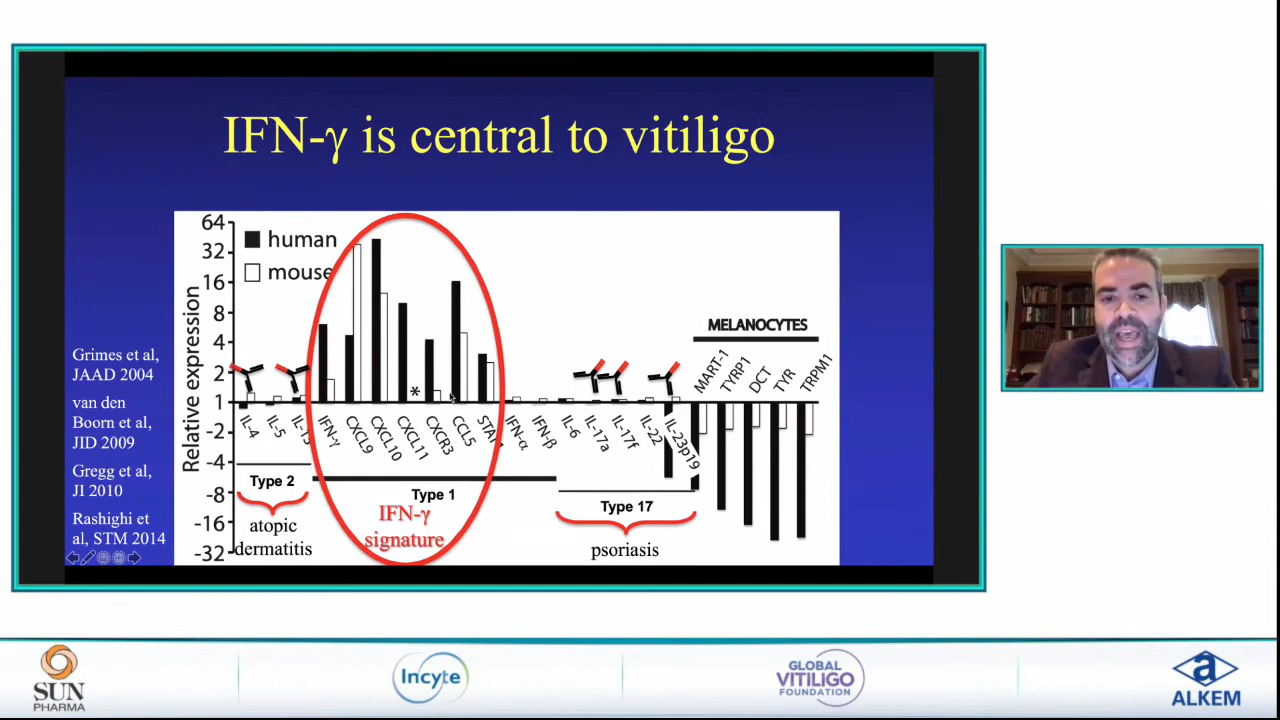 IFN-γ is central to vitiligo
64
32
16
8
4
2
1
-2
-4
-8
-16
-32
Relative expression
human
mouse
IL-4
IL-5
IL-13
IFN-γ
CXCL9
CXCL10
CXCL11
*
CXCR3
CCL5
IFN-α
IFN-β
IL-6
IL-17a
IL-17f
IL-22
IL-23p19
MELANOCYTES
MART-1
TYRP1
DCT
TYR
TRPM1
Type 2
atopic
dermatitis
Type 1
IFN-γ
signature
Type 17
psoriasis
Grimes et al,
JAAD 2004
van den
Boorn et al,
JID 2009
Gregg et al,
JI 2010
Rashighi et
al, STM 2014
SUN
PHARMA
Incyte
GLOBAL
VITILIGO
FOUNDATION
a
ALKEM